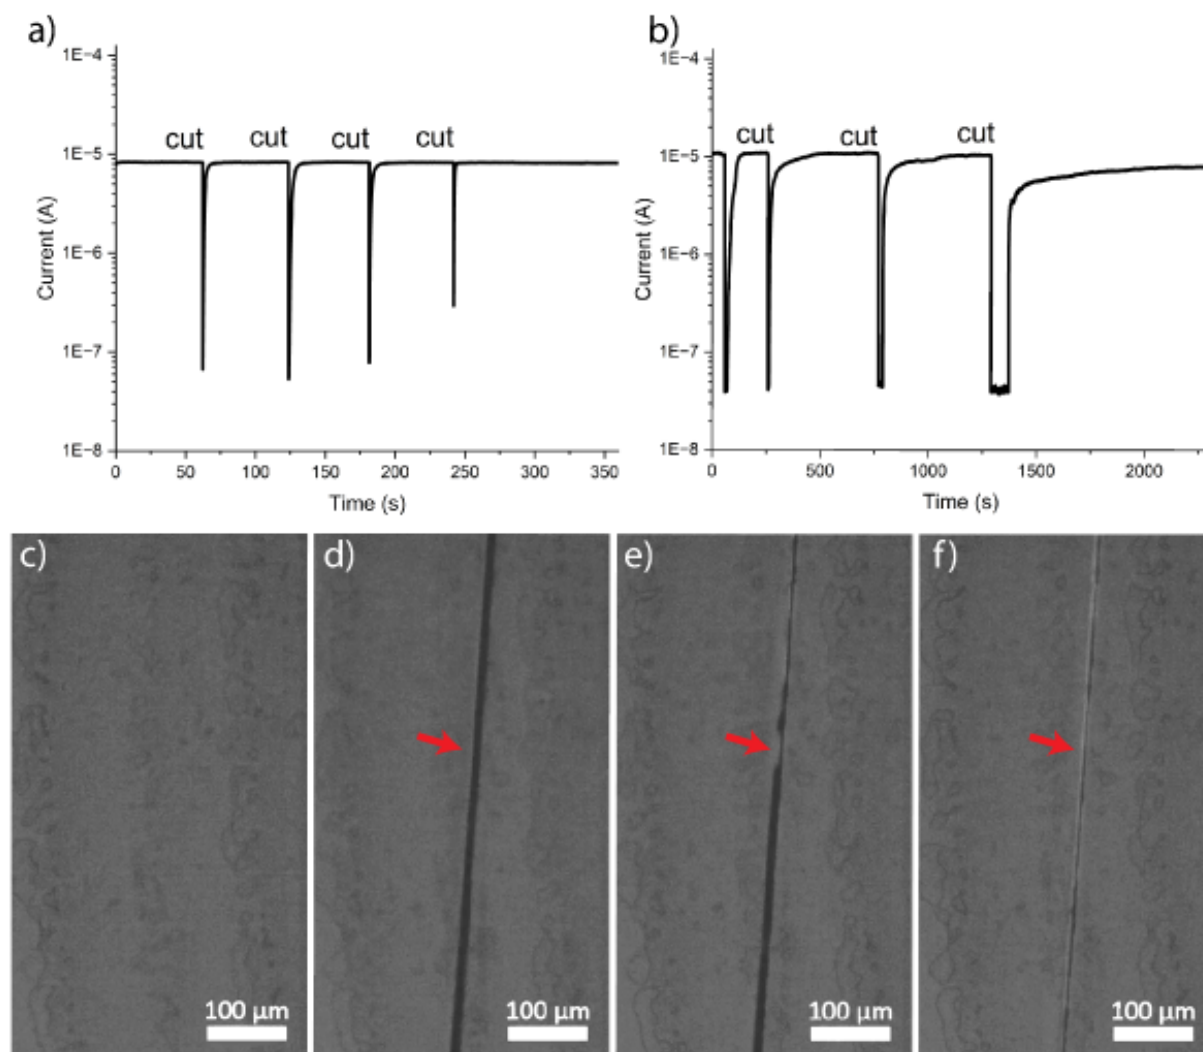 a)
1E−4
1E−5
1E−6
1E−7
1E−8
Current (A)
cut
cut
cut
cut
0
50
100
150
200
250
300
350
Time (s)
b)
1E−4
1E−5
1E−6
1E−7
1E−8
Current (A)
cut
cut
cut
0
500
1000
1500
2000
Time (s)
c)
100 µm
d)
100 µm
e)
100 µm
f)
100 µm